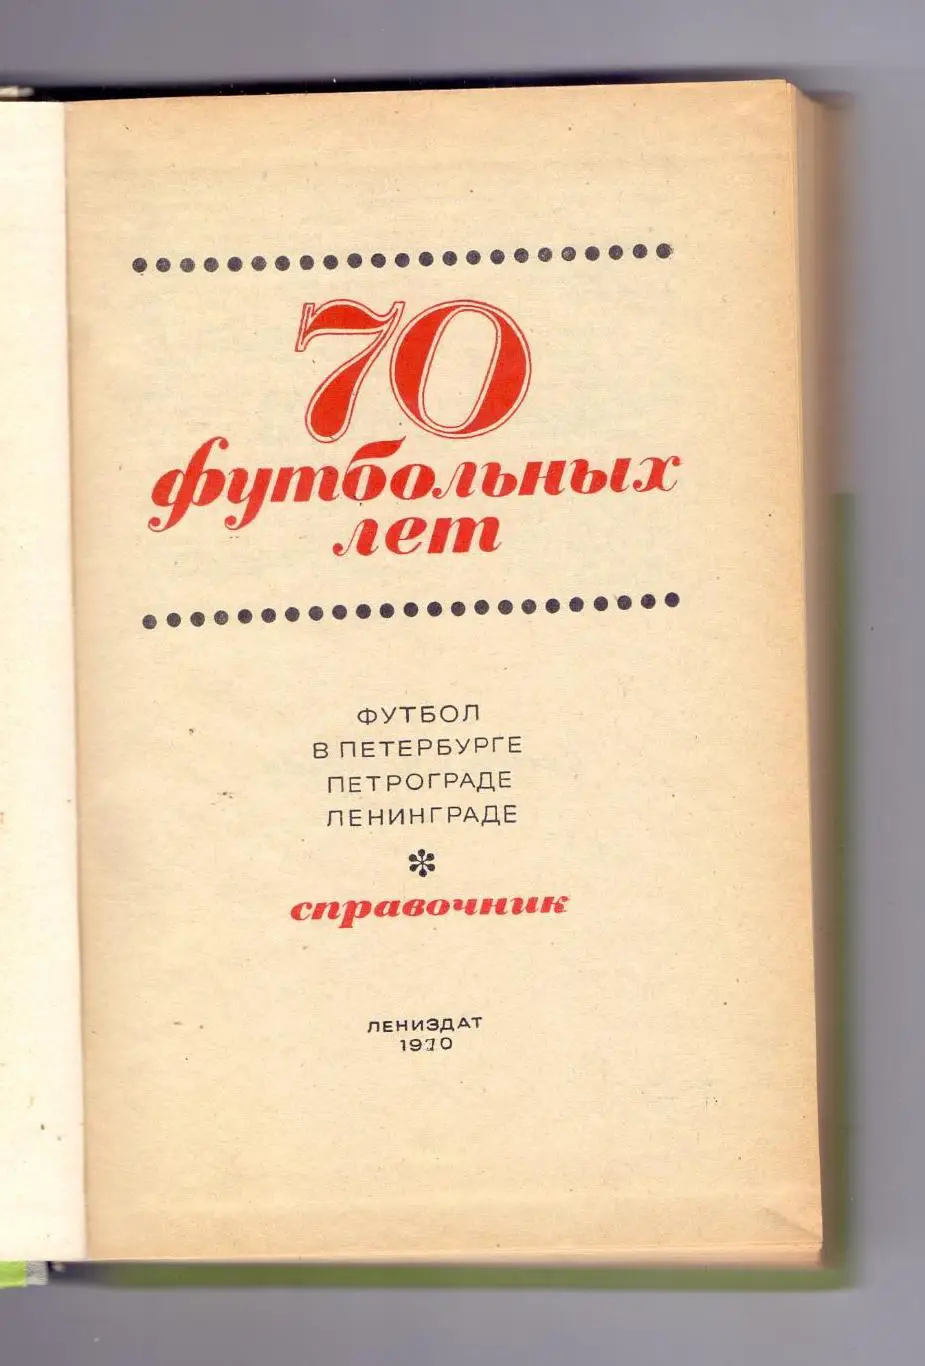 70
футбольных
лет
ФУТБОЛ
В ПЕТЕРБУРГЕ
ПЕТРОГРАДЕ
ЛЕНИНГРАДЕ
справочник
ЛЕНИЗДАТ
1970